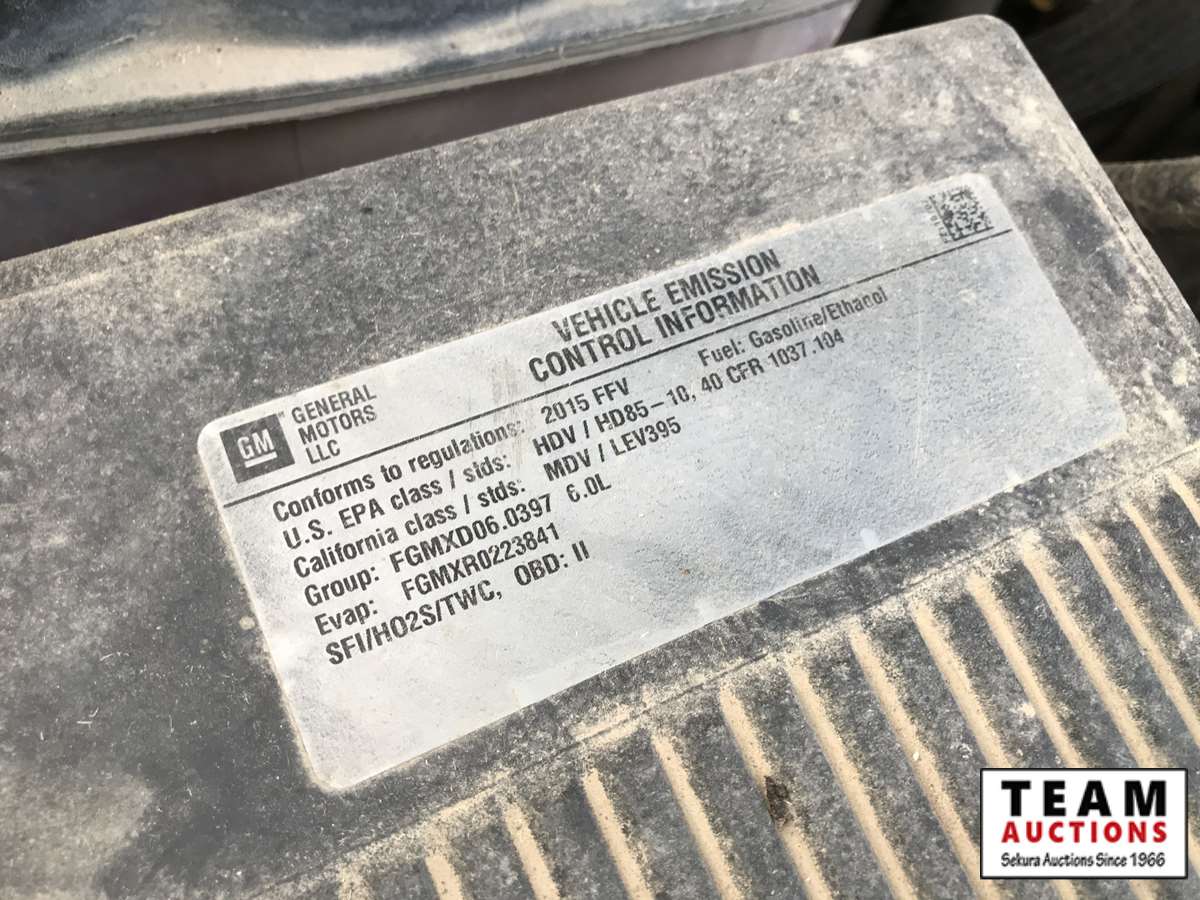 GM
GENERAL
MOTORS
LLC
VEHICLE EMISSION
CONTROL INFORMATION
Conforms to regulations: 2015 FFV Fuel: Gasoline/Ethanol
U.S. EPA class / stds: HDV / HD85–10, 40 CFR 1037.104
California class / stds: MDV / LEV395
Group: FGMXD06.0397 6.0L
Evap: FGMXR0223841
SFI/HO2S/TWC, OBD: II
TEAM
AUCTIONS
Sekura Auctions Since 1966